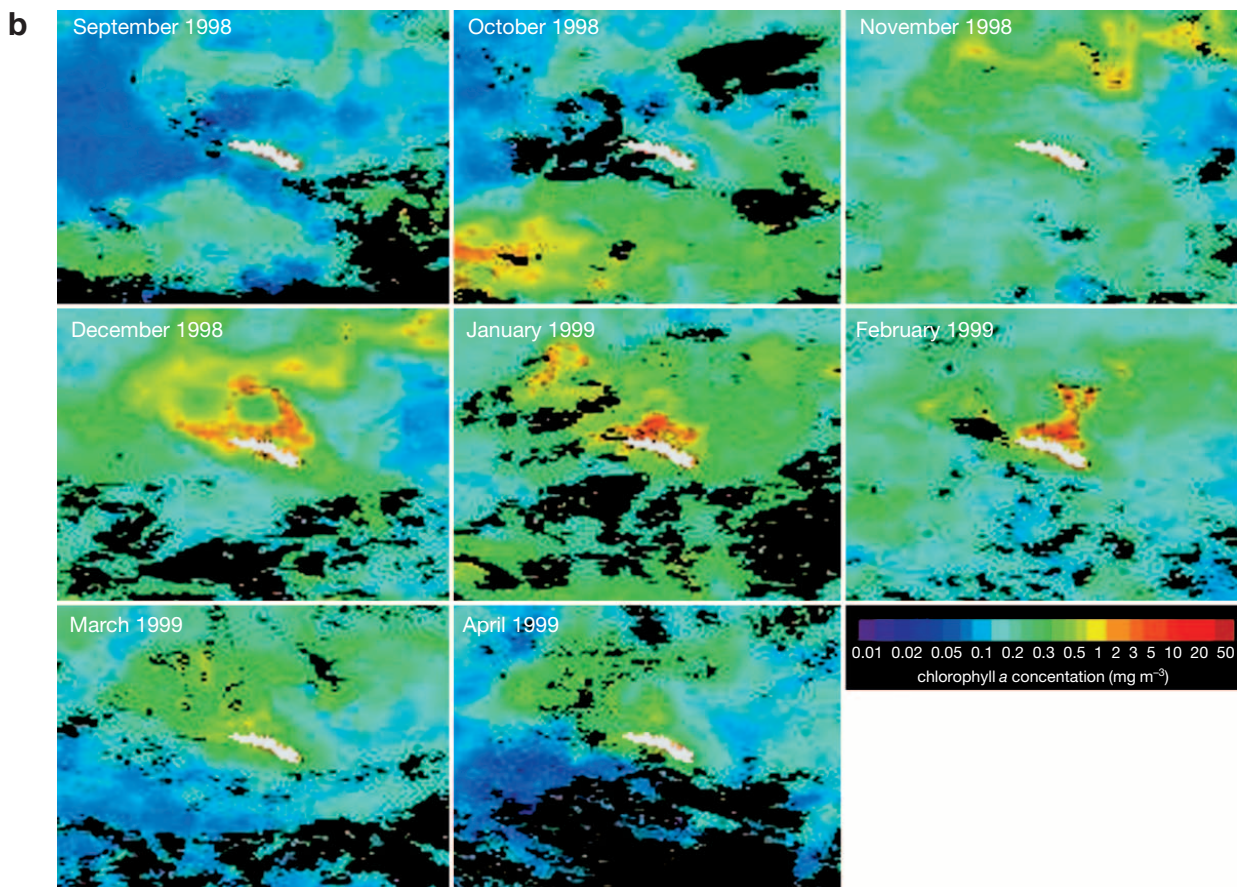 b
September 1998
October 1998
November 1998
December 1998
January 1999
February 1999
March 1999
April 1999
0.01 0.02 0.05 0.1 0.2 0.3 0.5 1 2 3 5 10 20 50
chlorophyll a concentation (mg m⁻³)